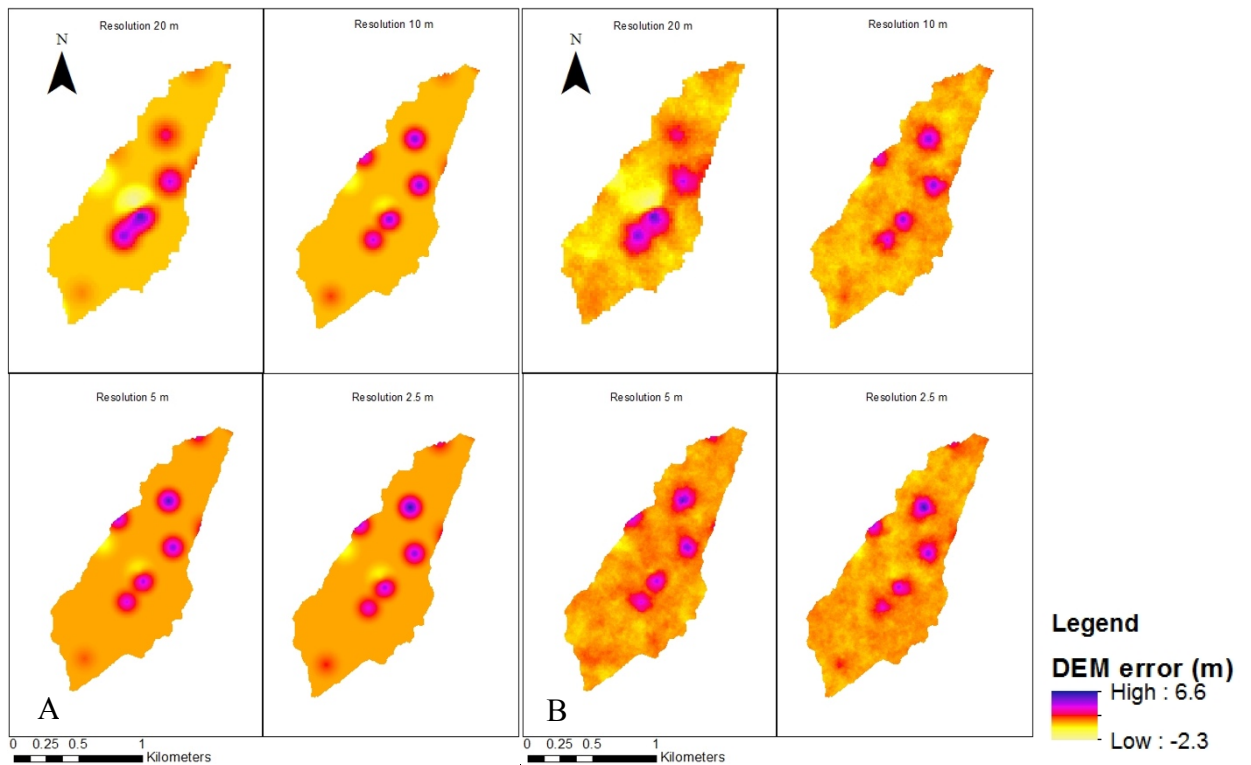 Resolution 20 m
N
Resolution 10 m
Resolution 20 m
N
Resolution 10 m
Resolution 5 m
Resolution 2.5 m
Resolution 5 m
Resolution 2.5 m
A
0 0.25 0.5 1
Kilometers
B
0 0.25 0.5 1
Kilometers
Legend
DEM error (m)
High : 6.6
Low : -2.3